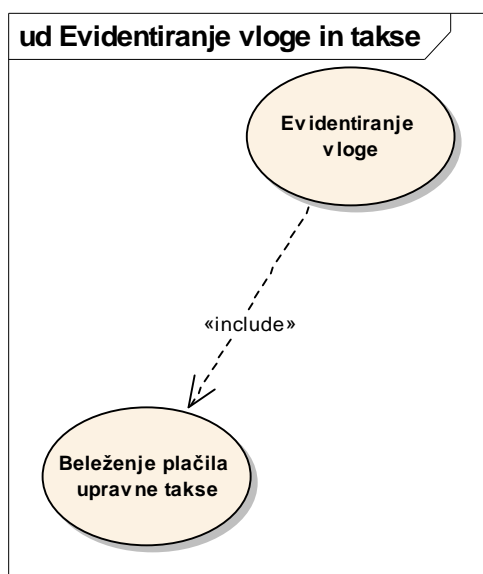 ud Evidentiranje vloge in takse
Evidentiranje
vloge
«include»
Beleženje plačila
upravne takse